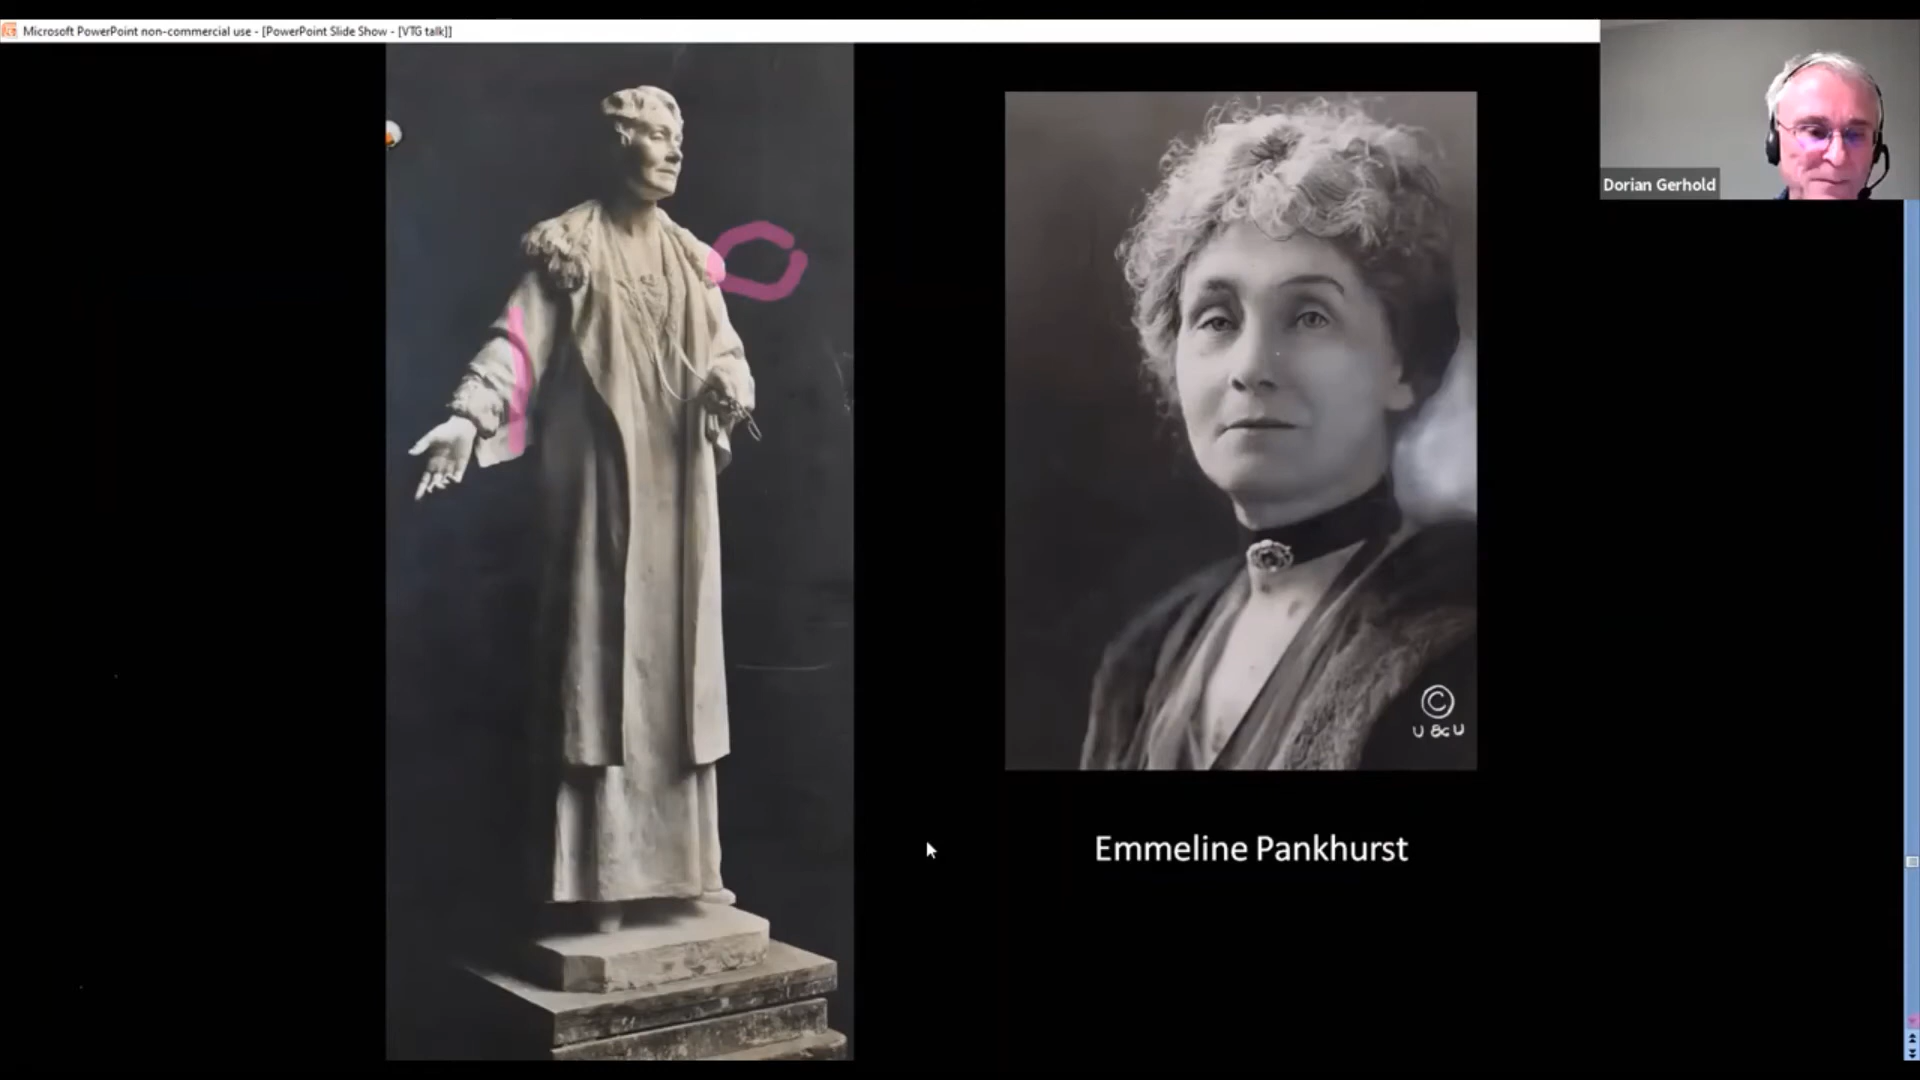 Microsoft PowerPoint non-commercial use - [PowerPoint Slide Show - [VTG talk]]
Dorian Gerhold
©
U & U
Emmeline Pankhurst